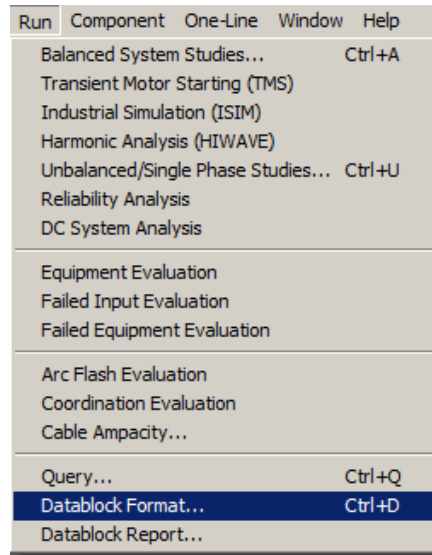 Run Component One-Line Window Help
Balanced System Studies... Ctrl+A
Transient Motor Starting (TMS)
Industrial Simulation (ISIM)
Harmonic Analysis (HIWAVE)
Unbalanced/Single Phase Studies... Ctrl+U
Reliability Analysis
DC System Analysis
Equipment Evaluation
Failed Input Evaluation
Failed Equipment Evaluation
Arc Flash Evaluation
Coordination Evaluation
Cable Ampacity...
Query... Ctrl+Q
Datablock Format... Ctrl+D
Datablock Report...